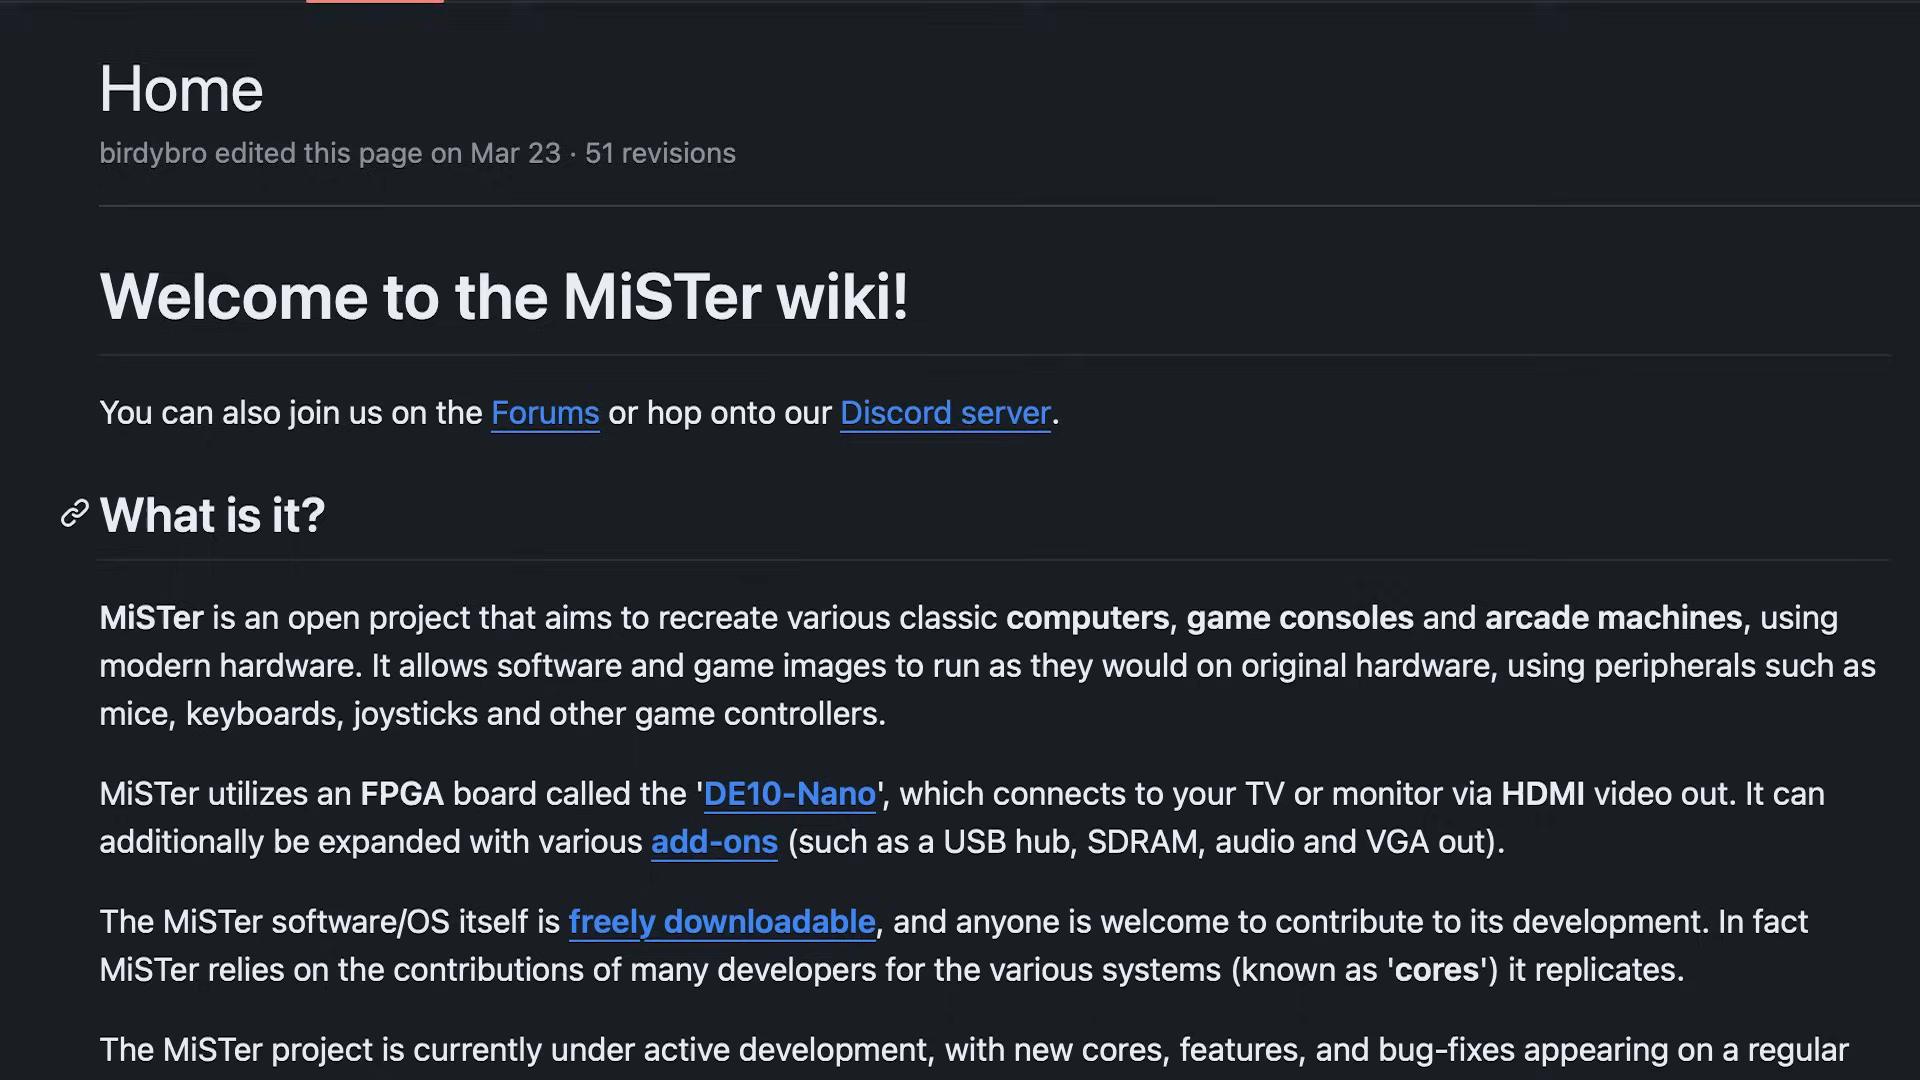 Home
birdybro edited this page on Mar 23 · 51 revisions
Welcome to the MiSTer wiki!
You can also join us on the Forums or hop onto our Discord server.
What is it?
MiSTer is an open project that aims to recreate various classic computers, game consoles and arcade machines, using
modern hardware. It allows software and game images to run as they would on original hardware, using peripherals such as
mice, keyboards, joysticks and other game controllers.
MiSTer utilizes an FPGA board called the 'DE10-Nano', which connects to your TV or monitor via HDMI video out. It can
additionally be expanded with various add-ons (such as a USB hub, SDRAM, audio and VGA out).
The MiSTer software/OS itself is freely downloadable, and anyone is welcome to contribute to its development. In fact
MiSTer relies on the contributions of many developers for the various systems (known as 'cores') it replicates.
The MiSTer project is currently under active development, with new cores, features, and bug-fixes appearing on a regular